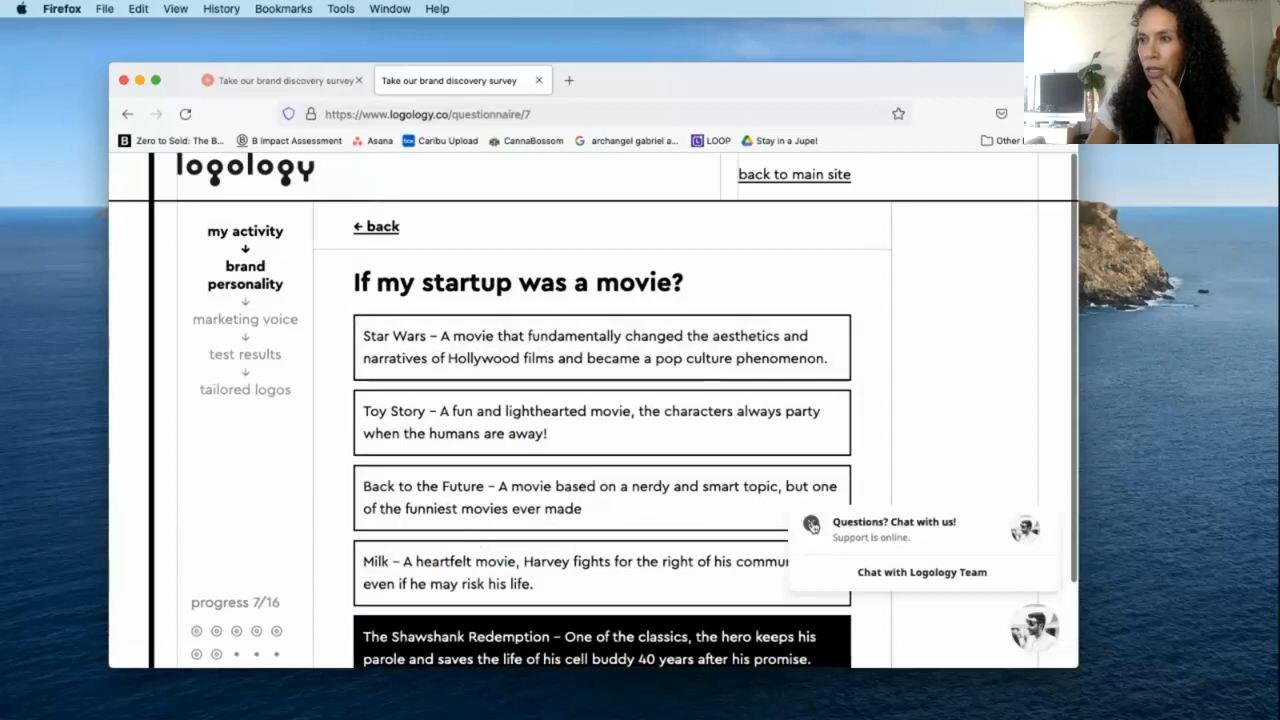 Firefox File Edit View History Bookmarks Tools Window Help
Take our brand discovery survey
Take our brand discovery survey
https://www.logology.co/questionnaire/7
Zero to Sold: The B...
B Impact Assessment
Asana
Caribu Upload
CannaBossom
archangel gabriel a...
LOOP
Stay in a Jupe!
Other
logology
back to main site
my activity
brand
personality
marketing voice
test results
tailored logos
progress 7/16
← back
If my startup was a movie?
Star Wars – A movie that fundamentally changed the aesthetics and
narratives of Hollywood films and became a pop culture phenomenon.
Toy Story – A fun and lighthearted movie, the characters always party
when the humans are away!
Back to the Future – A movie based on a nerdy and smart topic, but one
of the funniest movies ever made
Milk – A heartfelt movie, Harvey fights for the right of his commu
even if he may risk his life.
The Shawshank Redemption – One of the classics, the hero keeps his
parole and saves the life of his cell buddy 40 years after his promise.
Questions? Chat with us!
Support is online.
Chat with Logology Team